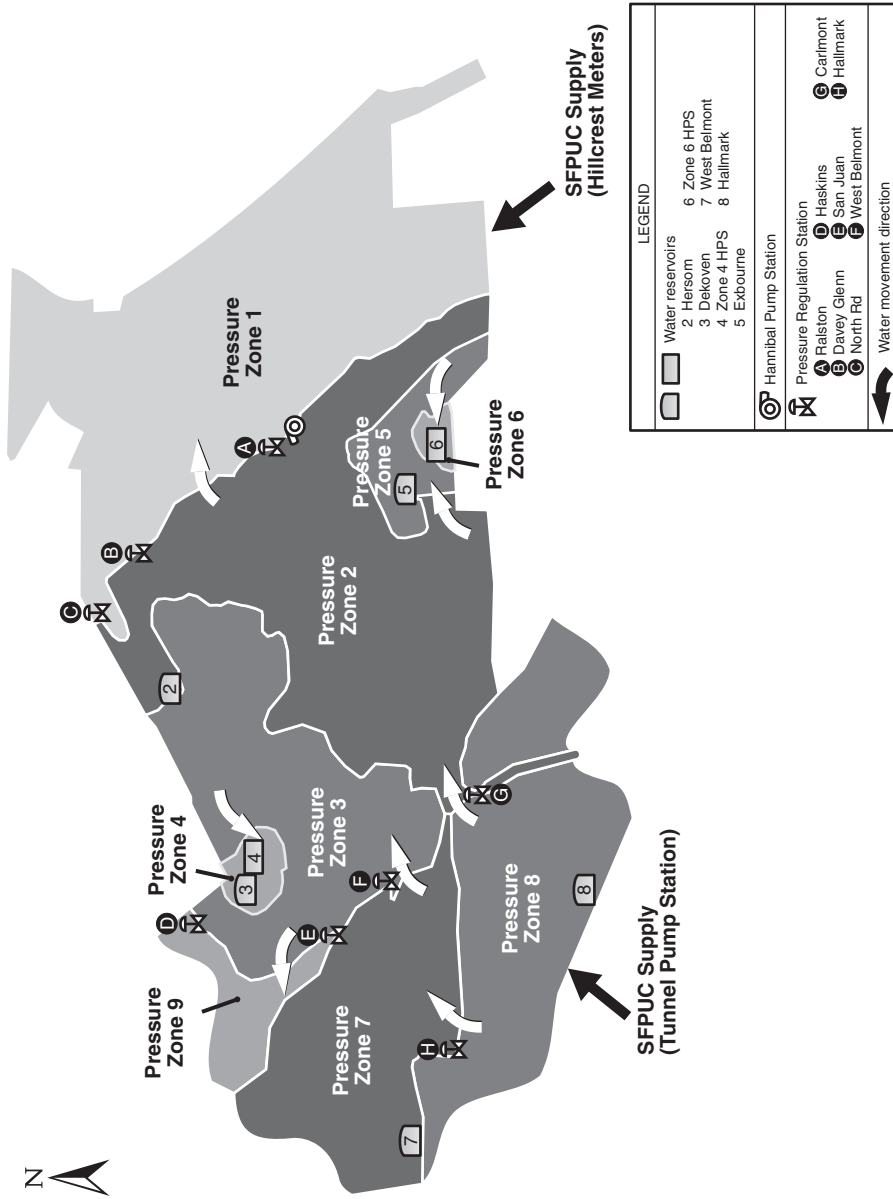 N
Pressure
Zone 9
Pressure
Zone 4
Pressure
Zone 7
Pressure
Zone 3
Pressure
Zone 8
Pressure
Zone 2
Pressure
Zone 1
Pressure
Zone 5
Pressure
Zone 6
7
3
4
2
8
5
6
H
D
E
F
G
C
B
A
SFPUC Supply
(Tunnel Pump Station)
SFPUC Supply
(Hillcrest Meters)
LEGEND
Water reservoirs
2 Hersom
3 Dekoven
4 Zone 4 HPS
5 Exbourne
6 Zone 6 HPS
7 West Belmont
8 Hallmark
Hannibal Pump Station
Pressure Regulation Station
A Ralston
B Davey Glenn
C North Rd
D Haskins
E San Juan
F West Belmont
G Carlmont
H Hallmark
Water movement direction